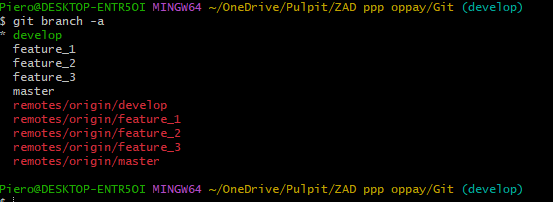 Piero@DESKTOP-ENTR5OI MINGW64 ~/OneDrive/Pulpit/ZAD ppp oppay/Git (develop)
$ git branch -a
* develop
  feature_1
  feature_2
  feature_3
  master
  remotes/origin/develop
  remotes/origin/feature_1
  remotes/origin/feature_2
  remotes/origin/feature_3
  remotes/origin/master
Piero@DESKTOP-ENTR5OI MINGW64 ~/OneDrive/Pulpit/ZAD ppp oppay/Git (develop)
$